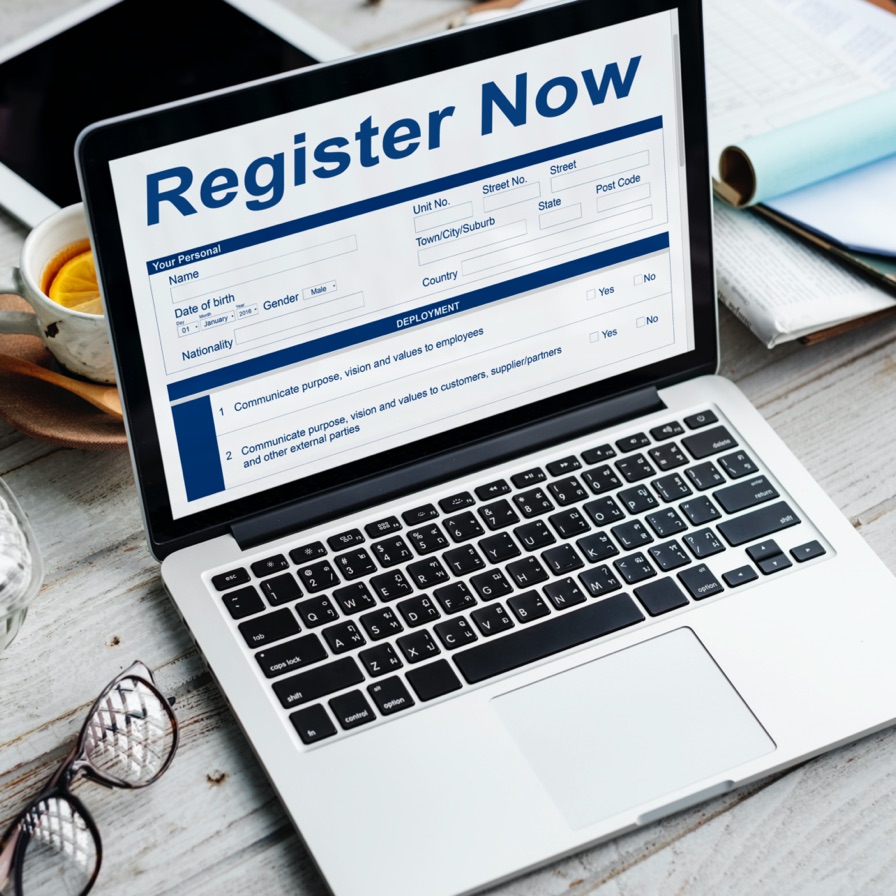 Register Now
Your Personal
Name
Date of birth
Day
Month
Year
01
January
2016
Gender
Male
Nationality
Unit No.
Street No.
Street
Town/City/Suburb
State
Post Code
Country
DEPLOYMENT
1 Communicate purpose, vision and values to employees
Yes
No
2 Communicate purpose, vision and values to customers, supplier/partners
and other external parties
Yes
No
esc
delete
tab
Q W E R T Y U I O P
enter
return
caps lock
A S D F G H J K L
shift
Z X C V B N M
shift
fn
control
alt
option
alt
option